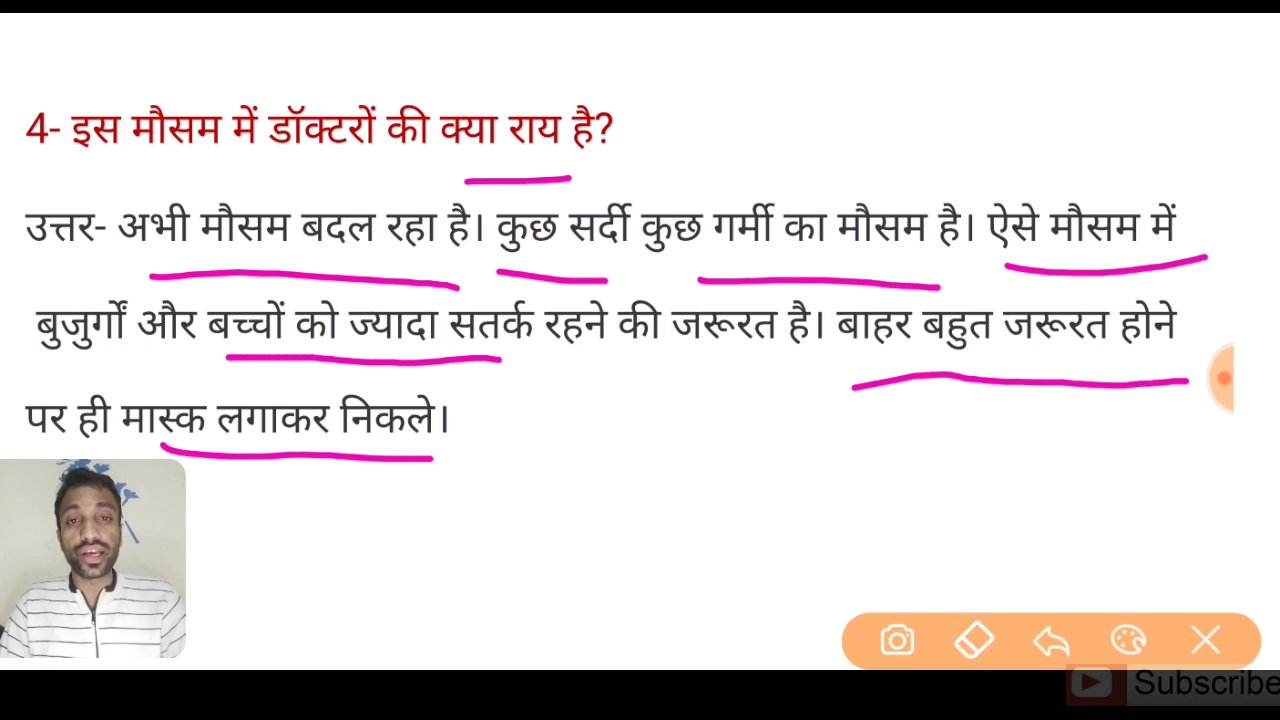 4- इस मौसम में डॉक्टरों की क्या राय है?
उत्तर- अभी मौसम बदल रहा है। कुछ सर्दी कुछ गर्मी का मौसम है। ऐसे मौसम में
बुजुर्गों और बच्चों को ज्यादा सतर्क रहने की जरूरत है। बाहर बहुत जरूरत होने
पर ही मास्क लगाकर निकले।
Subscribe